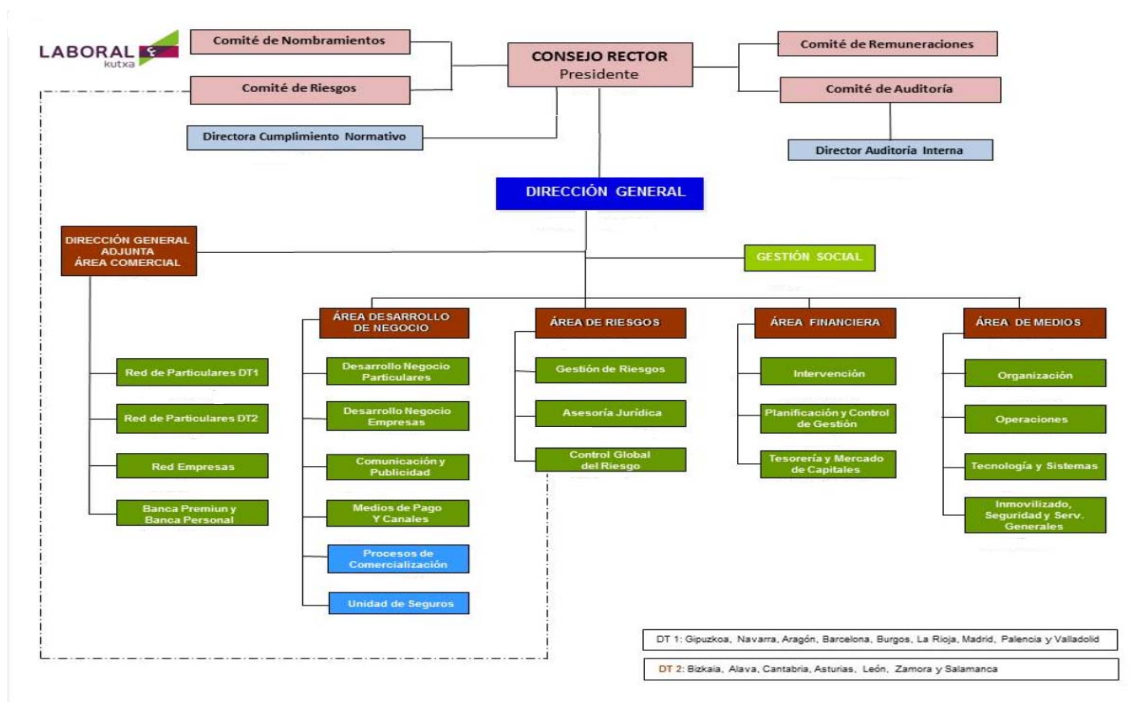 LABORAL
kutxa
Comité de Nombramientos
CONSEJO RECTOR
Presidente
Comité de Remuneraciones
Comité de Riesgos
Comité de Auditoría
Directora Cumplimiento Normativo
Director Auditoría Interna
DIRECCIÓN GENERAL
DIRECCIÓN GENERAL
ADJUNTA
ÁREA COMERCIAL
GESTIÓN SOCIAL
ÁREA DESARROLLO
DE NEGOCIO
ÁREA DE RIESGOS
ÁREA FINANCIERA
ÁREA DE MEDIOS
Red de Particulares DT1
Red de Particulares DT2
Red Empresas
Banca Premiun y
Banca Personal
Desarrollo Negocio
Particulares
Desarrollo Negocio
Empresas
Comunicación y
Publicidad
Medios de Pago
Y Canales
Procesos de
Comercialización
Unidad de Seguros
Gestión de Riesgos
Asesoría Jurídica
Control Global
del Riesgo
Intervención
Planificación y Control
de Gestión
Tesorería y Mercado
de Capitales
Organización
Operaciones
Tecnología y Sistemas
Inmovilizado,
Seguridad y Serv.
Generales
DT 1: Gipuzkoa, Navarra, Aragón, Barcelona, Burgos, La Rioja, Madrid, Palencia y Valladolid
DT 2: Bizkaia, Alava, Cantabria, Asturias, León, Zamora y Salamanca